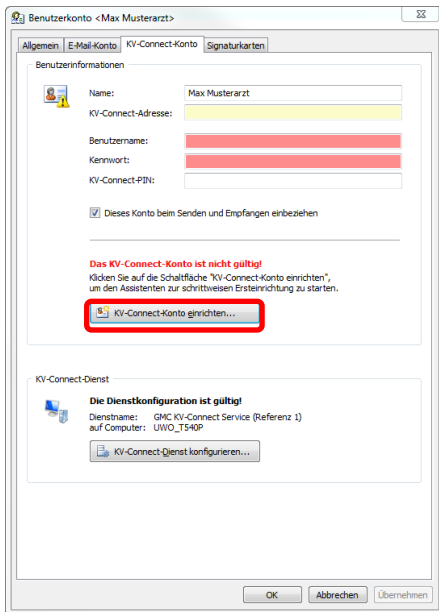 Benutzerkonto <Max Musterarzt>
Allgemein E-Mail-Konto KV-Connect-Konto Signaturkarten
Benutzerinformationen
Name: Max Musterarzt
KV-Connect-Adresse:
Benutzername:
Kennwort:
KV-Connect-PIN:
Dieses Konto beim Senden und Empfangen einbeziehen
Das KV-Connect-Konto ist nicht gültig!
Klicken Sie auf die Schaltfläche "KV-Connect-Konto einrichten",
um den Assistenten zur schrittweisen Ersteinrichtung zu starten.
KV-Connect-Konto einrichten...
KV-Connect-Dienst
Die Dienstkonfiguration ist gültig!
Dienstname: GMC KV-Connect Service (Referenz 1)
auf Computer: UWO_T540P
KV-Connect-Dienst konfigurieren...
OK Abbrechen Übernehmen